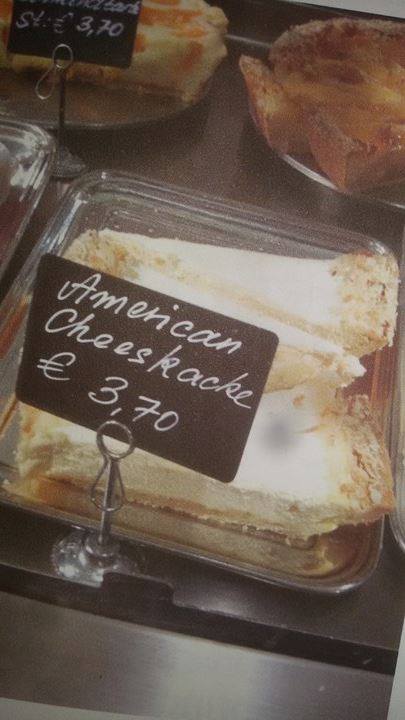 St: € 3,70
American
Cheeskacke
€ 3,70